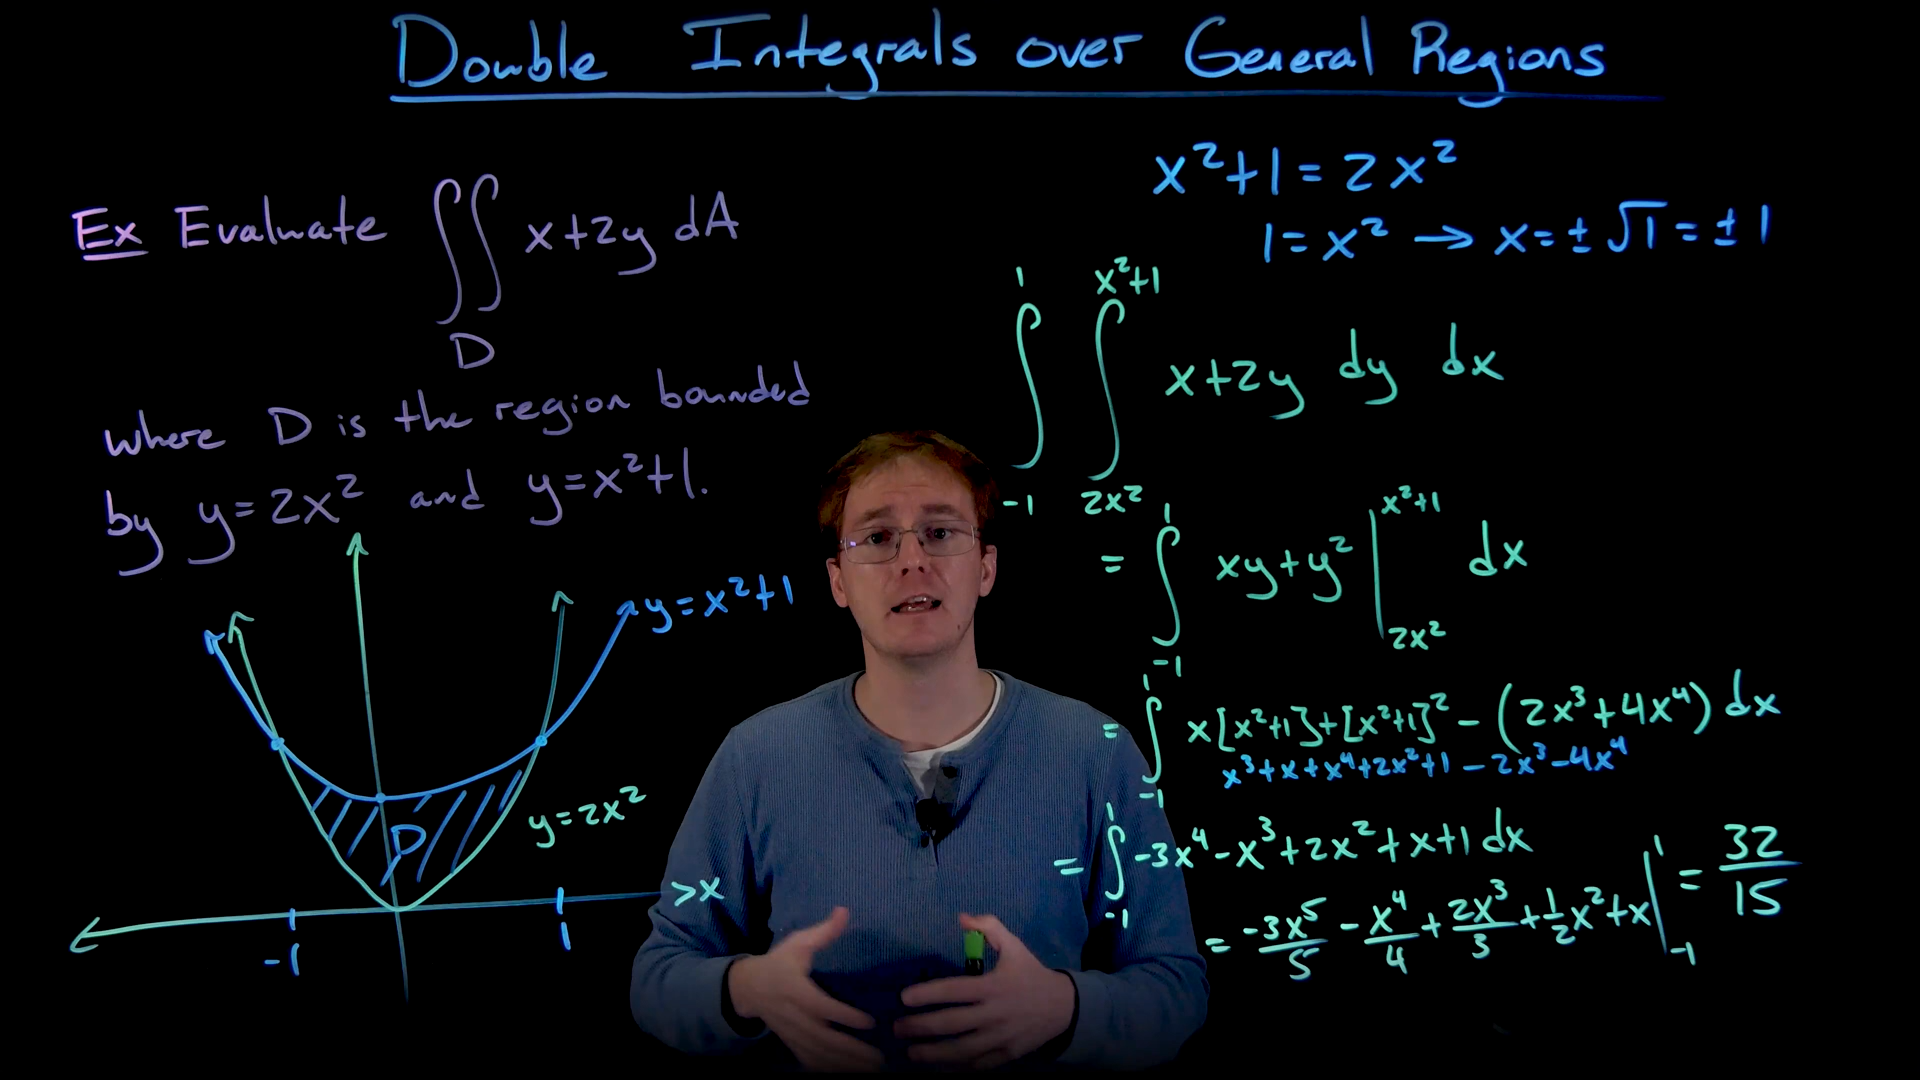 Double Integrals over General Regions
Ex Evaluate ∬ x+2y dA
D
where D is the region bounded
by y=2x² and y=x²+1.
y=x²+1
y=2x²
D
>x
-1
1
x²+1=2x²
1=x² → x=±√1=±1
∫_{-1}^{1} ∫_{2x²}^{x²+1} x+2y dy dx
= ∫_{-1}^{1} xy+y² |_{2x²}^{x²+1} dx
= ∫_{-1}^{1} x[x²+1]+[x²+1]² - (2x³+4x⁴) dx
x³+x+x⁴+2x²+1-2x³-4x⁴
= ∫_{-1}^{1} -3x⁴-x³+2x²+x+1 dx
= -3x⁵/5 - x⁴/4 + 2x³/3 + 1/2 x²+x |_{-1}^{1} = 32/15